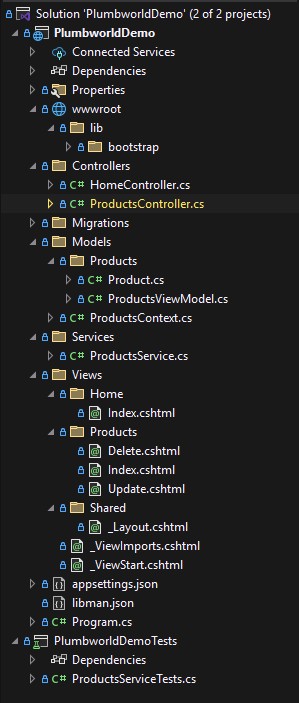 Solution 'PlumbworldDemo' (2 of 2 projects)
PlumbworldDemo
Connected Services
Dependencies
Properties
wwwroot
lib
bootstrap
Controllers
C# HomeController.cs
C# ProductsController.cs
Migrations
Models
Products
C# Product.cs
C# ProductsViewModel.cs
C# ProductsContext.cs
Services
C# ProductsService.cs
Views
Home
Index.cshtml
Products
Delete.cshtml
Index.cshtml
Update.cshtml
Shared
_Layout.cshtml
_ViewImports.cshtml
_ViewStart.cshtml
appsettings.json
libman.json
C# Program.cs
PlumbworldDemoTests
Dependencies
C# ProductsServiceTests.cs